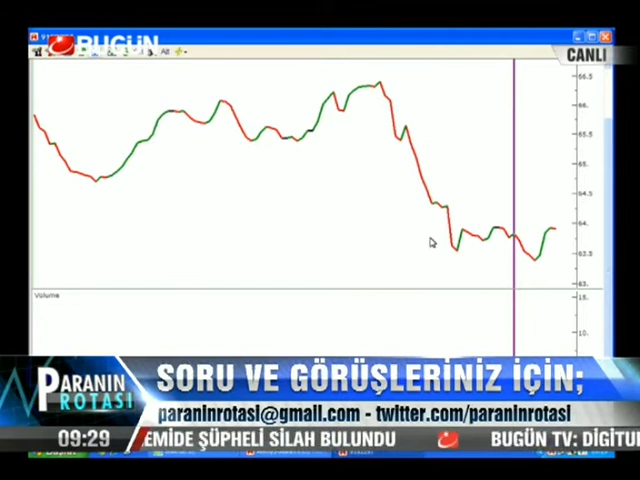 BUGÜN
Alt
CANLI
66.5
66.
65.5
65.
64.5
64.
63.5
63.
Volume
15.
10.
PARANIN ROTASI
SORU VE GÖRÜŞLERİNİZ İÇİN;
paraninrotasi@gmail.com - twitter.com/paraninrotasi
09:29
EMİDE ŞÜPHELİ SİLAH BULUNDU
BUGÜN TV: DİGİTU